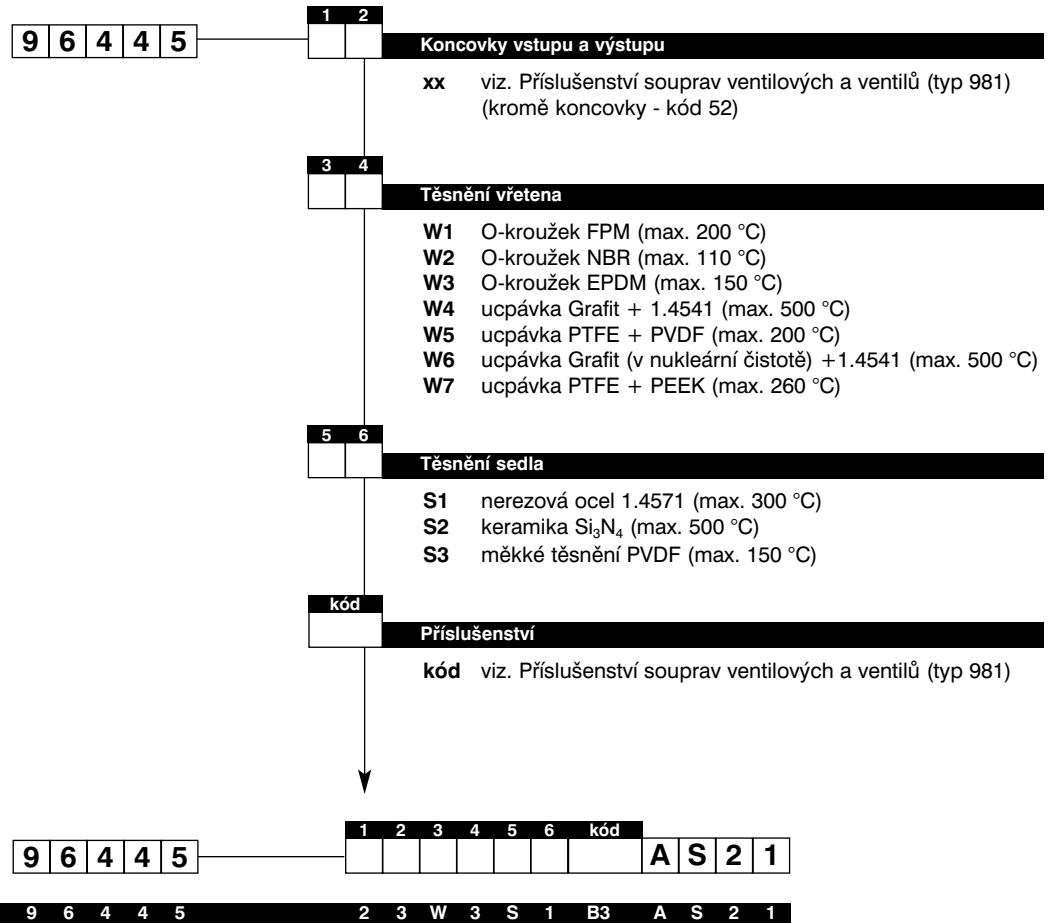 1 2
9 6 4 4 5
Koncovky vstupu a výstupu
xx viz. Příslušenství souprav ventilových a ventilů (typ 981)
(kromě koncovky - kód 52)
3 4
Těsnění vřetena
W1 O-kroužek FPM (max. 200 °C)
W2 O-kroužek NBR (max. 110 °C)
W3 O-kroužek EPDM (max. 150 °C)
W4 ucpávka Grafit + 1.4541 (max. 500 °C)
W5 ucpávka PTFE + PVDF (max. 200 °C)
W6 ucpávka Grafit (v nukleární čistotě) +1.4541 (max. 500 °C)
W7 ucpávka PTFE + PEEK (max. 260 °C)
5 6
Těsnění sedla
S1 nerezová ocel 1.4571 (max. 300 °C)
S2 keramika Si₃N₄ (max. 500 °C)
S3 měkké těsnění PVDF (max. 150 °C)
kód
Příslušenství
kód viz. Příslušenství souprav ventilových a ventilů (typ 981)
1 2 3 4 5 6 kód
9 6 4 4 5 A S 2 1
9 6 4 4 5 2 3 W 3 S 1 B3 A S 2 1